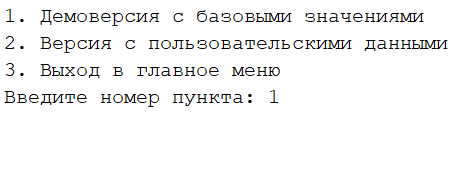 1. Демоверсия с базовыми значениями
2. Версия с пользовательскими данными
3. Выход в главное меню
Введите номер пункта: 1